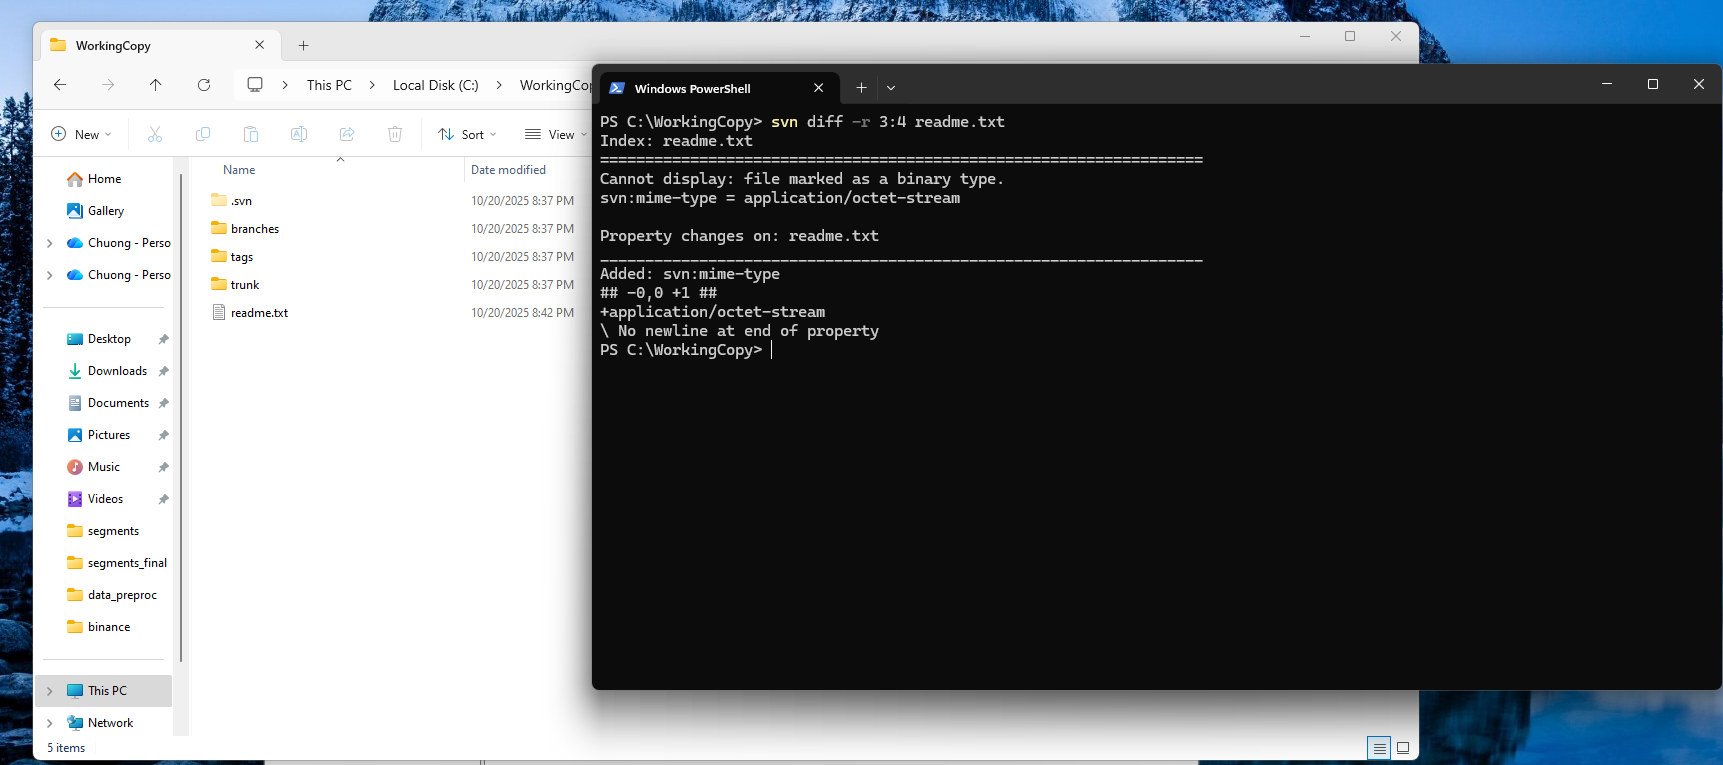 WorkingCopy
This PC
Local Disk (C:)
WorkingCo
New
Sort
View
Home
Gallery
Chuong - Perso
Chuong - Perso
Desktop
Downloads
Documents
Pictures
Music
Videos
segments
segments_final
data_preproc
binance
This PC
Network
Name Date modified
.svn 10/20/2025 8:37 PM
branches 10/20/2025 8:37 PM
tags 10/20/2025 8:37 PM
trunk 10/20/2025 8:37 PM
readme.txt 10/20/2025 8:42 PM
5 items
Windows PowerShell
PS C:\WorkingCopy> svn diff -r 3:4 readme.txt
Index: readme.txt
===================================================================
Cannot display: file marked as a binary type.
svn:mime-type = application/octet-stream
Property changes on: readme.txt
___________________________________________________________________
Added: svn:mime-type
## -0,0 +1 ##
+application/octet-stream
\ No newline at end of property
PS C:\WorkingCopy>